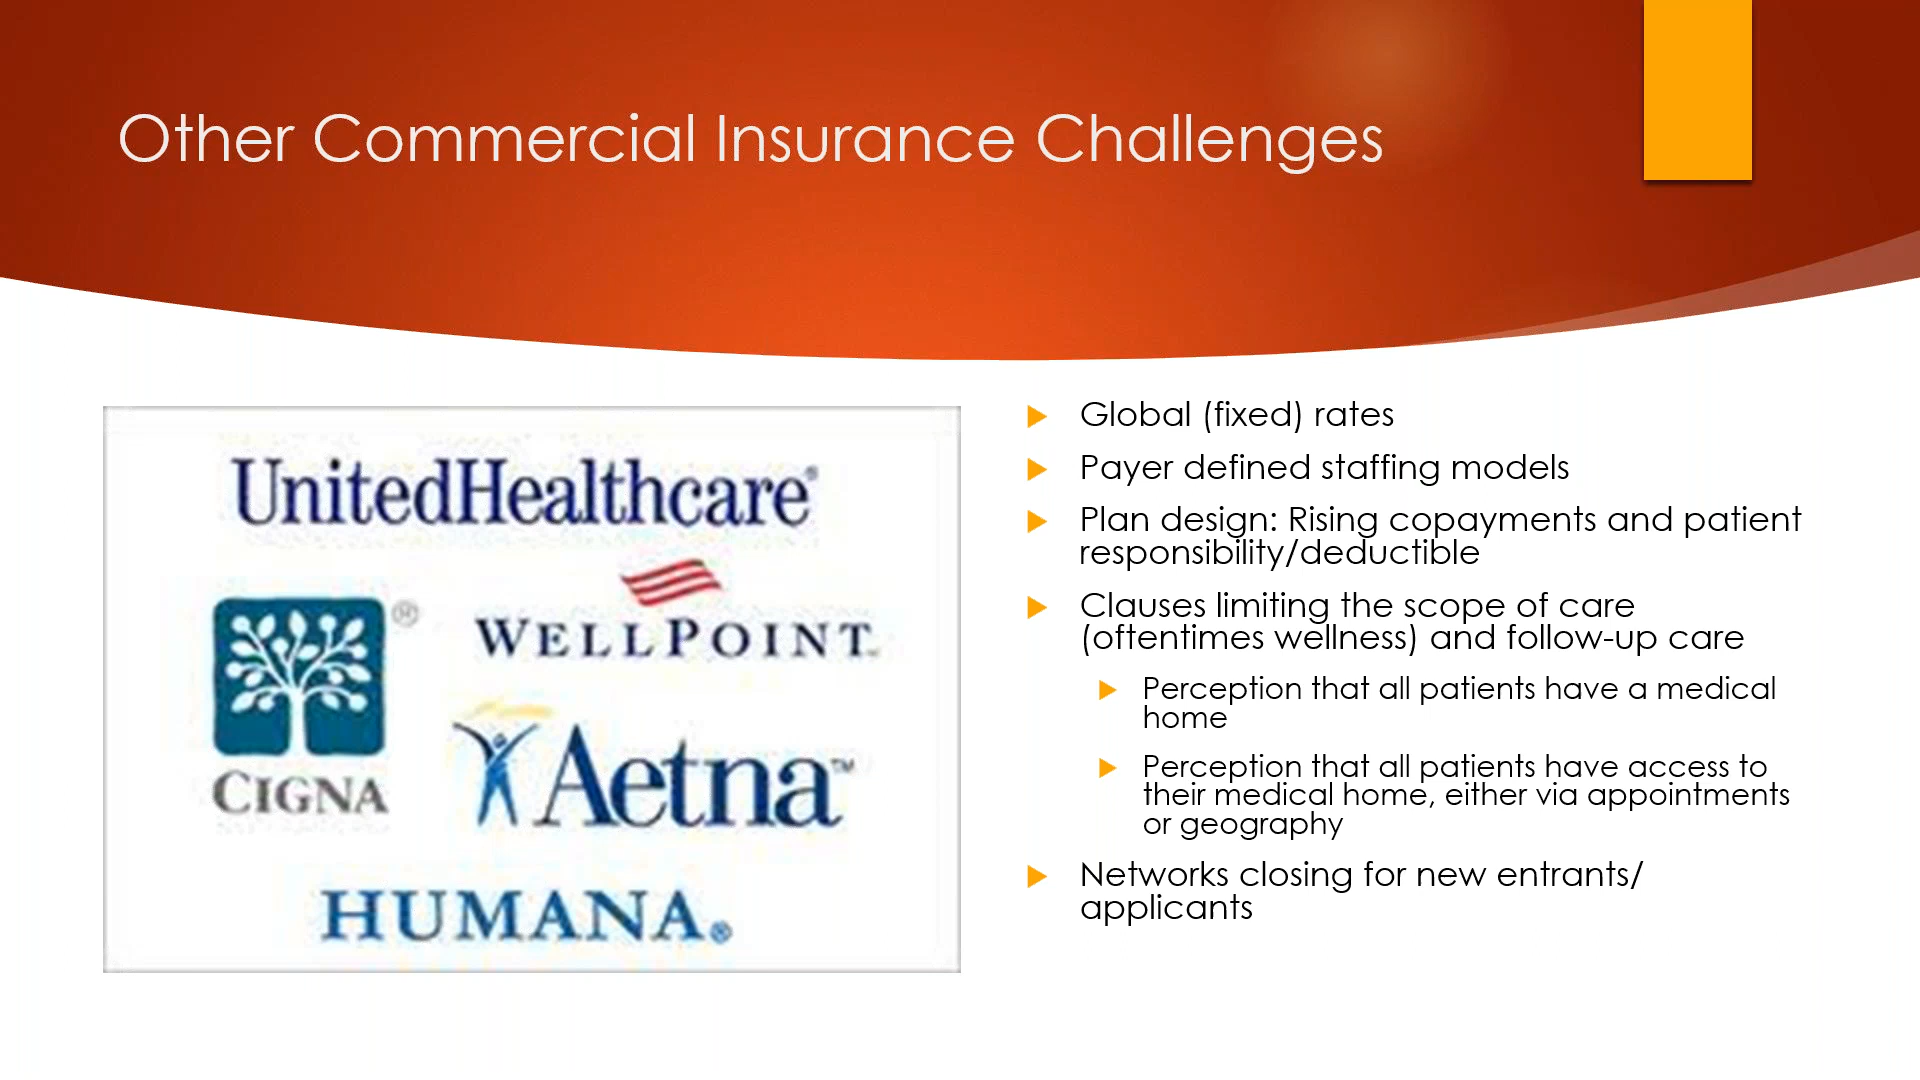 Other Commercial Insurance Challenges
UnitedHealthcare®
WELLPOINT
®
CIGNA
Aetna™
HUMANA®
Global (fixed) rates
Payer defined staffing models
Plan design: Rising copayments and patient
responsibility/deductible
Clauses limiting the scope of care
(oftentimes wellness) and follow-up care
Perception that all patients have a medical
home
Perception that all patients have access to
their medical home, either via appointments
or geography
Networks closing for new entrants/
applicants